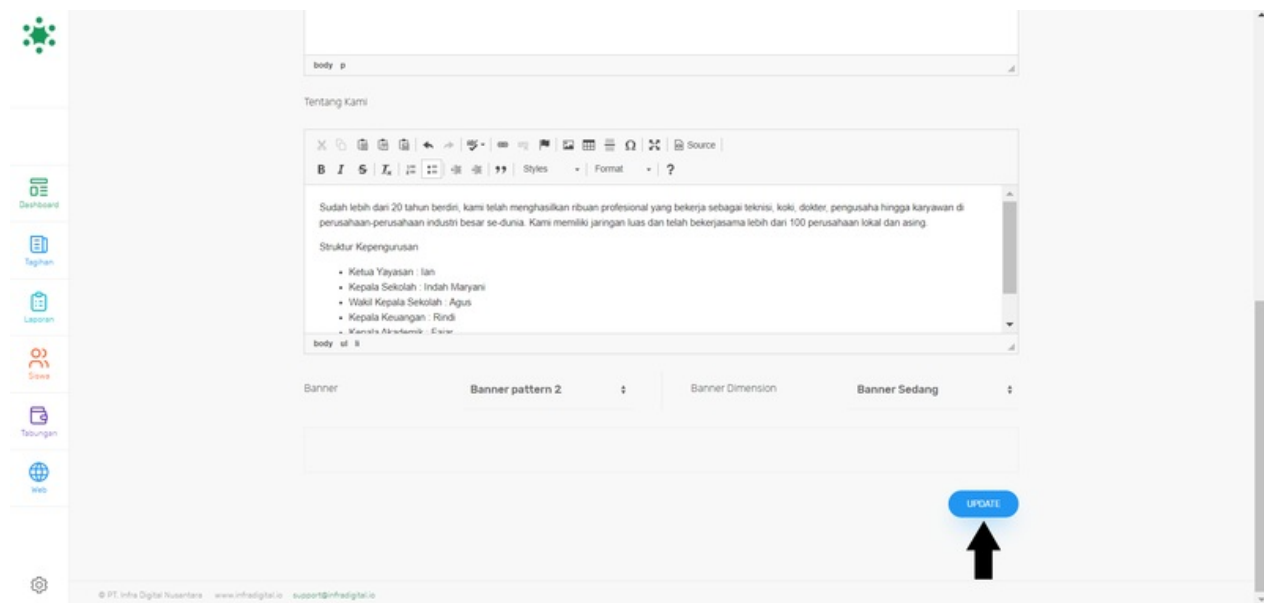 body p
Tentang Kami
Source
B I S Ix Styles Format ?
Sudah lebih dari 20 tahun berdiri, kami telah menghasilkan ribuan profesional yang bekerja sebagai teknisi, koki, dokter, pengusaha hingga karyawan di
perusahaan-perusahaan industri besar se-dunia. Kami memiliki jaringan luas dan telah bekerjasama lebih dari 100 perusahaan lokal dan asing.
Struktur Kepengurusan
• Ketua Yayasan : Ian
• Kepala Sekolah : Indah Maryani
• Wakil Kepala Sekolah : Agus
• Kepala Keuangan : Rindi
• Kepala Akademik : Fajar
body ul li
Banner Banner pattern 2 Banner Dimension Banner Sedang
UPDATE
Dashboard
Tagihan
Laporan
Siswa
Tabungan
Web
© PT. Infra Digital Nusantara www.infradigital.io support@infradigital.io